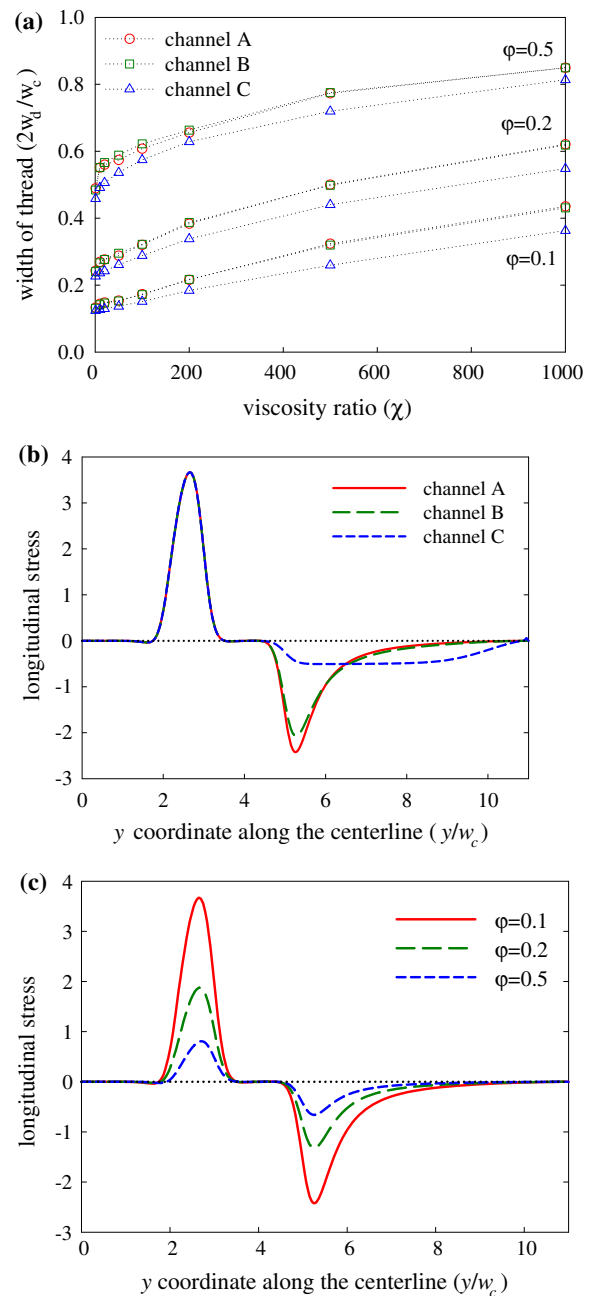 (a)
1.0
0.8
0.6
0.4
0.2
0.0
width of thread (2w_d/w_c)
channel A
channel B
channel C
φ=0.5
φ=0.2
φ=0.1
0 200 400 600 800 1000
viscosity ratio (χ)
(b)
4
3
2
1
0
-1
-2
-3
longitudinal stress
channel A
channel B
channel C
0 2 4 6 8 10
y coordinate along the centerline (y/w_c)
(c)
4
3
2
1
0
-1
-2
-3
longitudinal stress
φ=0.1
φ=0.2
φ=0.5
0 2 4 6 8 10
y coordinate along the centerline (y/w_c)